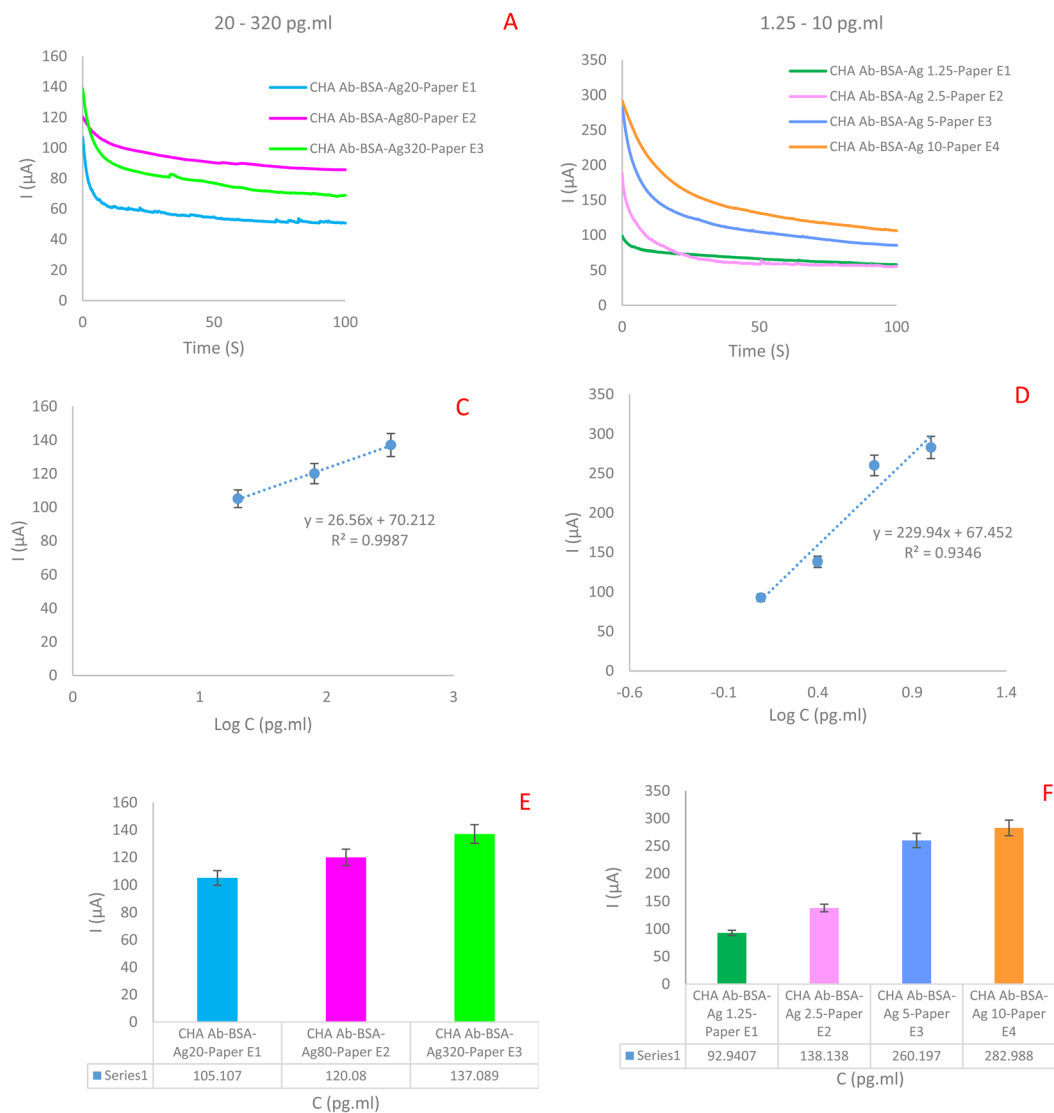 20 - 320 pg.ml
A
160
140
120
100
80
60
40
20
0
I (µA)
CHA Ab-BSA-Ag20-Paper E1
CHA Ab-BSA-Ag80-Paper E2
CHA Ab-BSA-Ag320-Paper E3
0
50
100
Time (S)
1.25 - 10 pg.ml
350
300
250
200
150
100
50
0
I (µA)
CHA Ab-BSA-Ag 1.25-Paper E1
CHA Ab-BSA-Ag 2.5-Paper E2
CHA Ab-BSA-Ag 5-Paper E3
CHA Ab-BSA-Ag 10-Paper E4
0
50
100
Time (S)
C
160
140
120
100
80
60
40
20
0
I (µA)
y = 26.56x + 70.212
R² = 0.9987
0
1
2
3
Log C (pg.ml)
D
350
300
250
200
150
100
50
0
I (µA)
y = 229.94x + 67.452
R² = 0.9346
-0.6
-0.1
0.4
0.9
1.4
Log C (pg.ml)
E
160
140
120
100
80
60
40
20
0
I (µA)
CHA Ab-BSA-
Ag20-Paper E1
CHA Ab-BSA-
Ag80-Paper E2
CHA Ab-BSA-
Ag320-Paper E3
Series1
105.107
120.08
137.089
C (pg.ml)
F
350
300
250
200
150
100
50
0
I (µA)
CHA Ab-BSA-
Ag 1.25-
Paper E1
CHA Ab-BSA-
Ag 2.5-Paper
E2
CHA Ab-BSA-
Ag 5-Paper
E3
CHA Ab-BSA-
Ag 10-Paper
E4
Series1
92.9407
138.138
260.197
282.988
C (pg.ml)